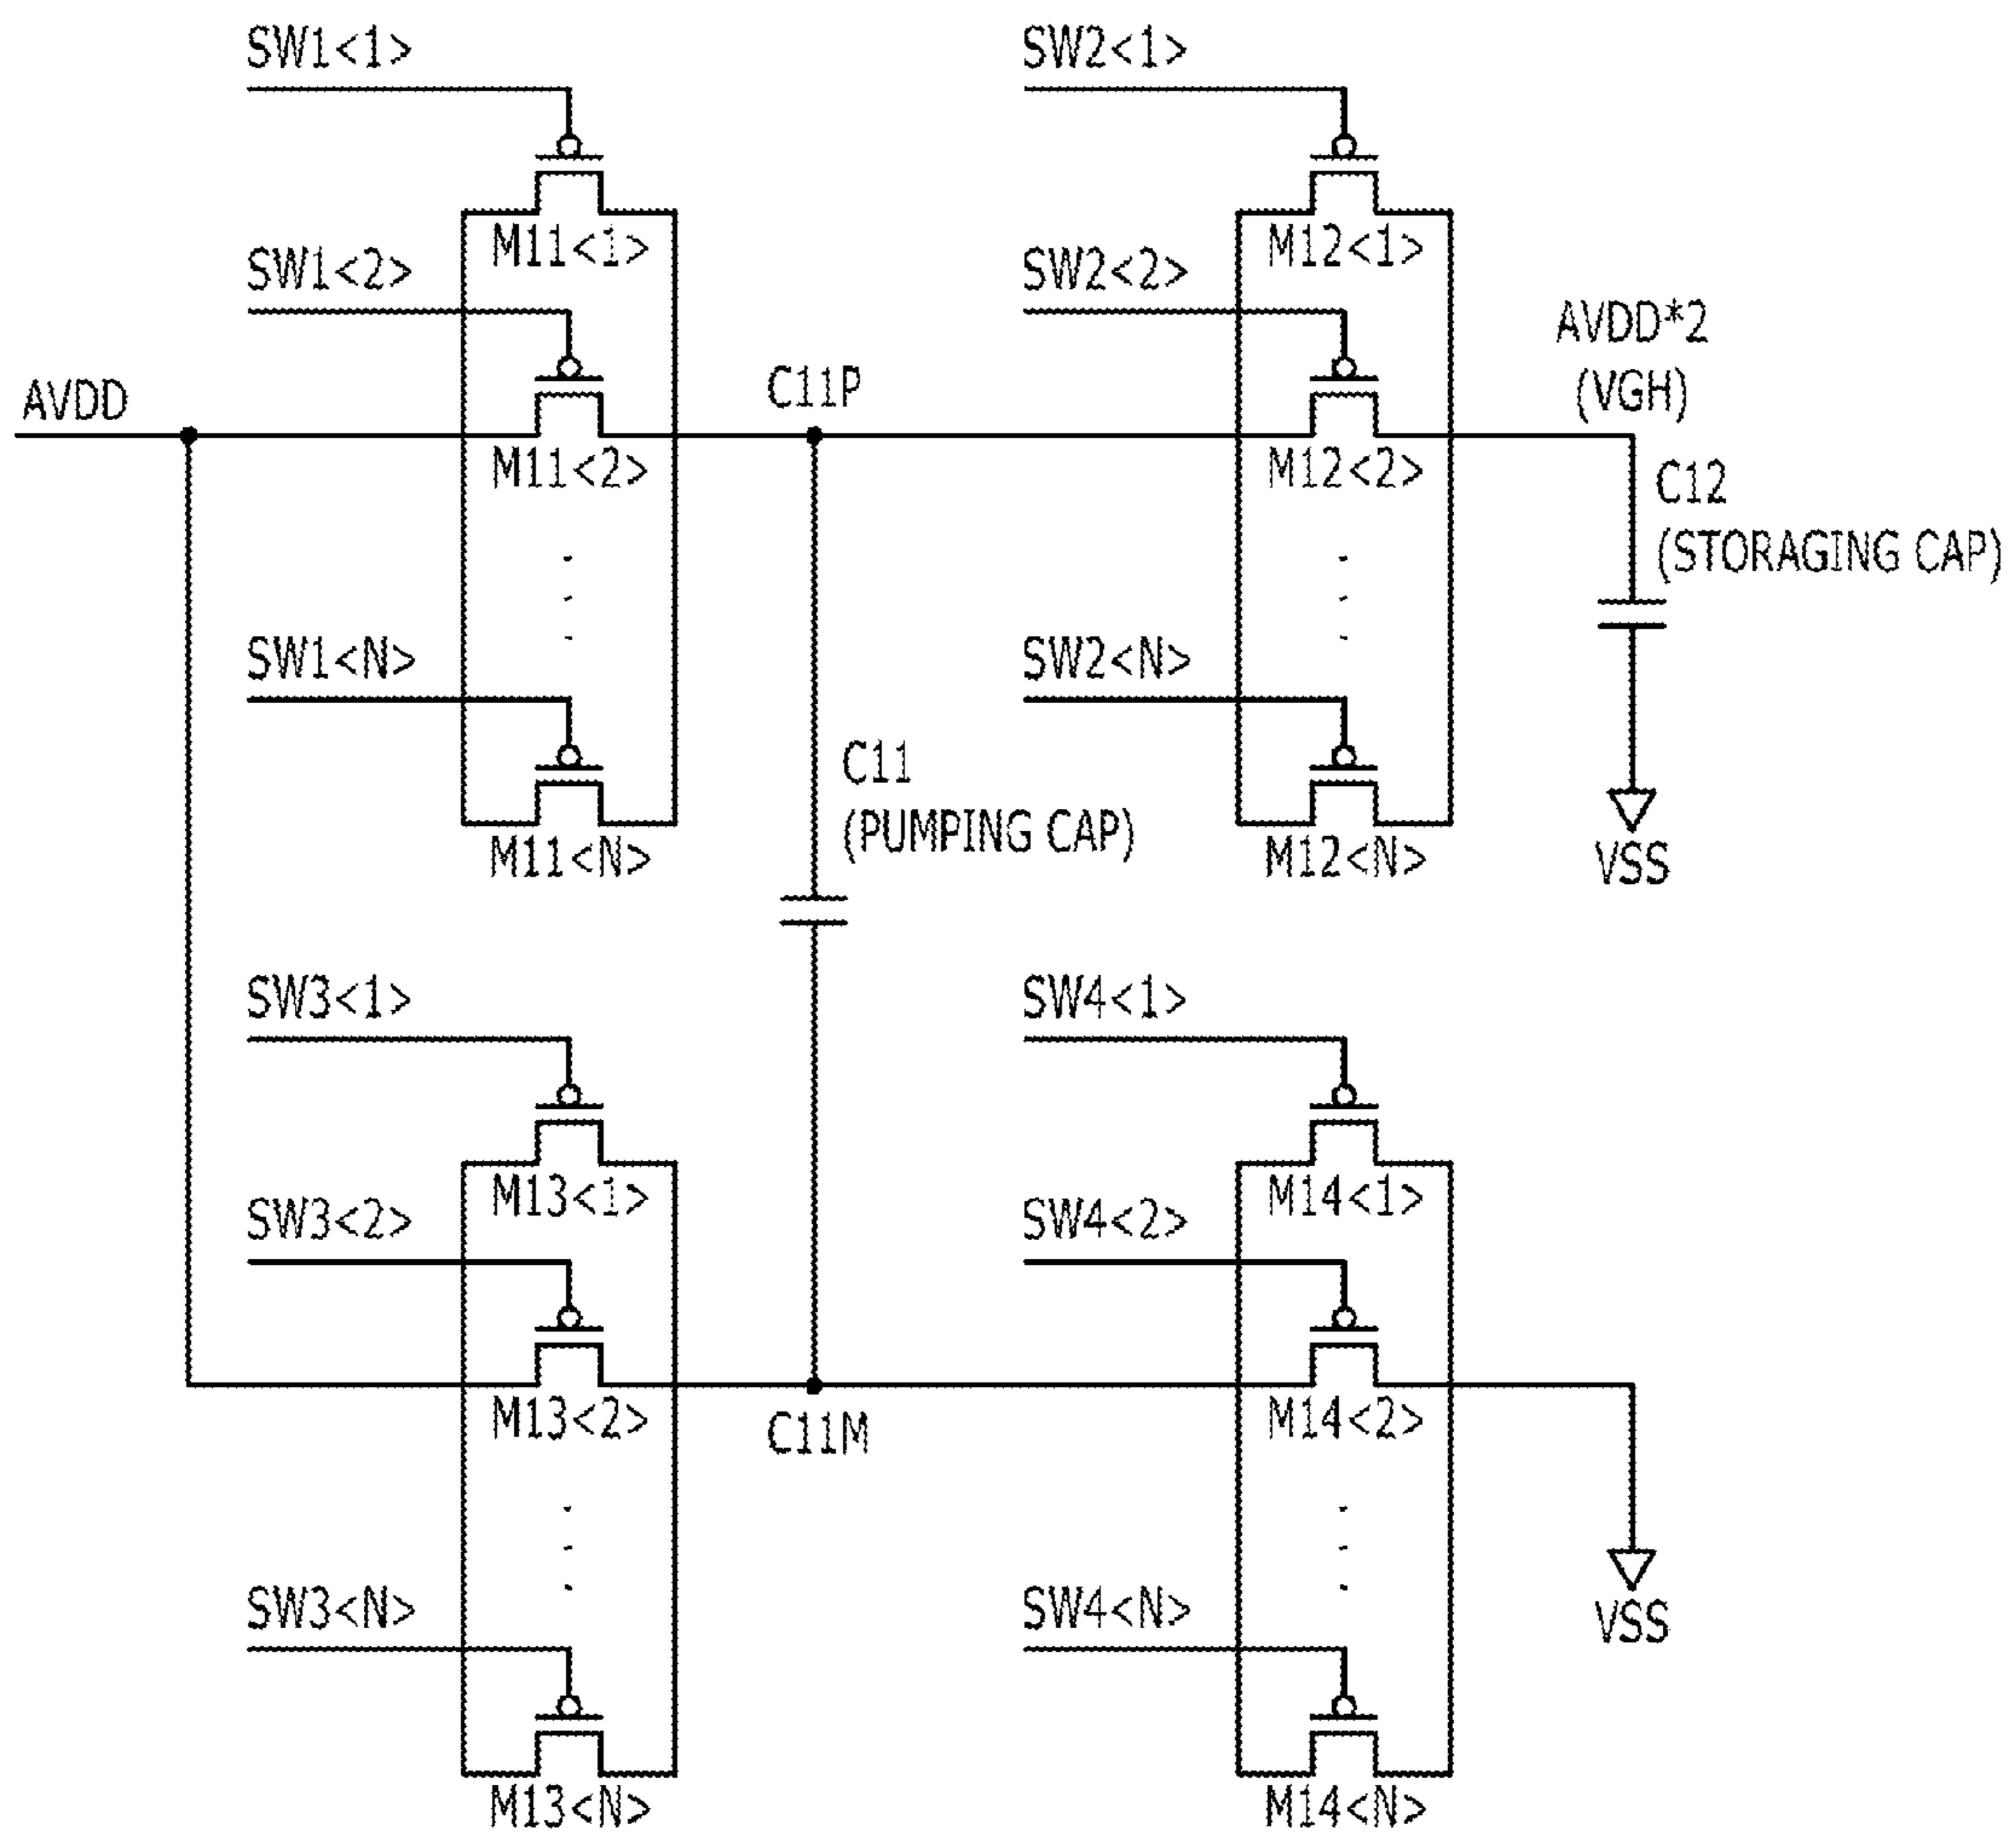 SW1<1>
SW2<1>
M11<1>
M12<1>
SW1<2>
SW2<2>
AVDD*2
(VGH)
AVDD
C11P
M11<2>
M12<2>
C12
(STORAGING CAP)
SW1<N>
SW2<N>
C11
(PUMPING CAP)
M11<N>
M12<N>
VSS
SW3<1>
SW4<1>
M13<1>
M14<1>
SW3<2>
SW4<2>
M13<2>
M14<2>
C11M
SW3<N>
SW4<N>
VSS
M13<N>
M14<N>